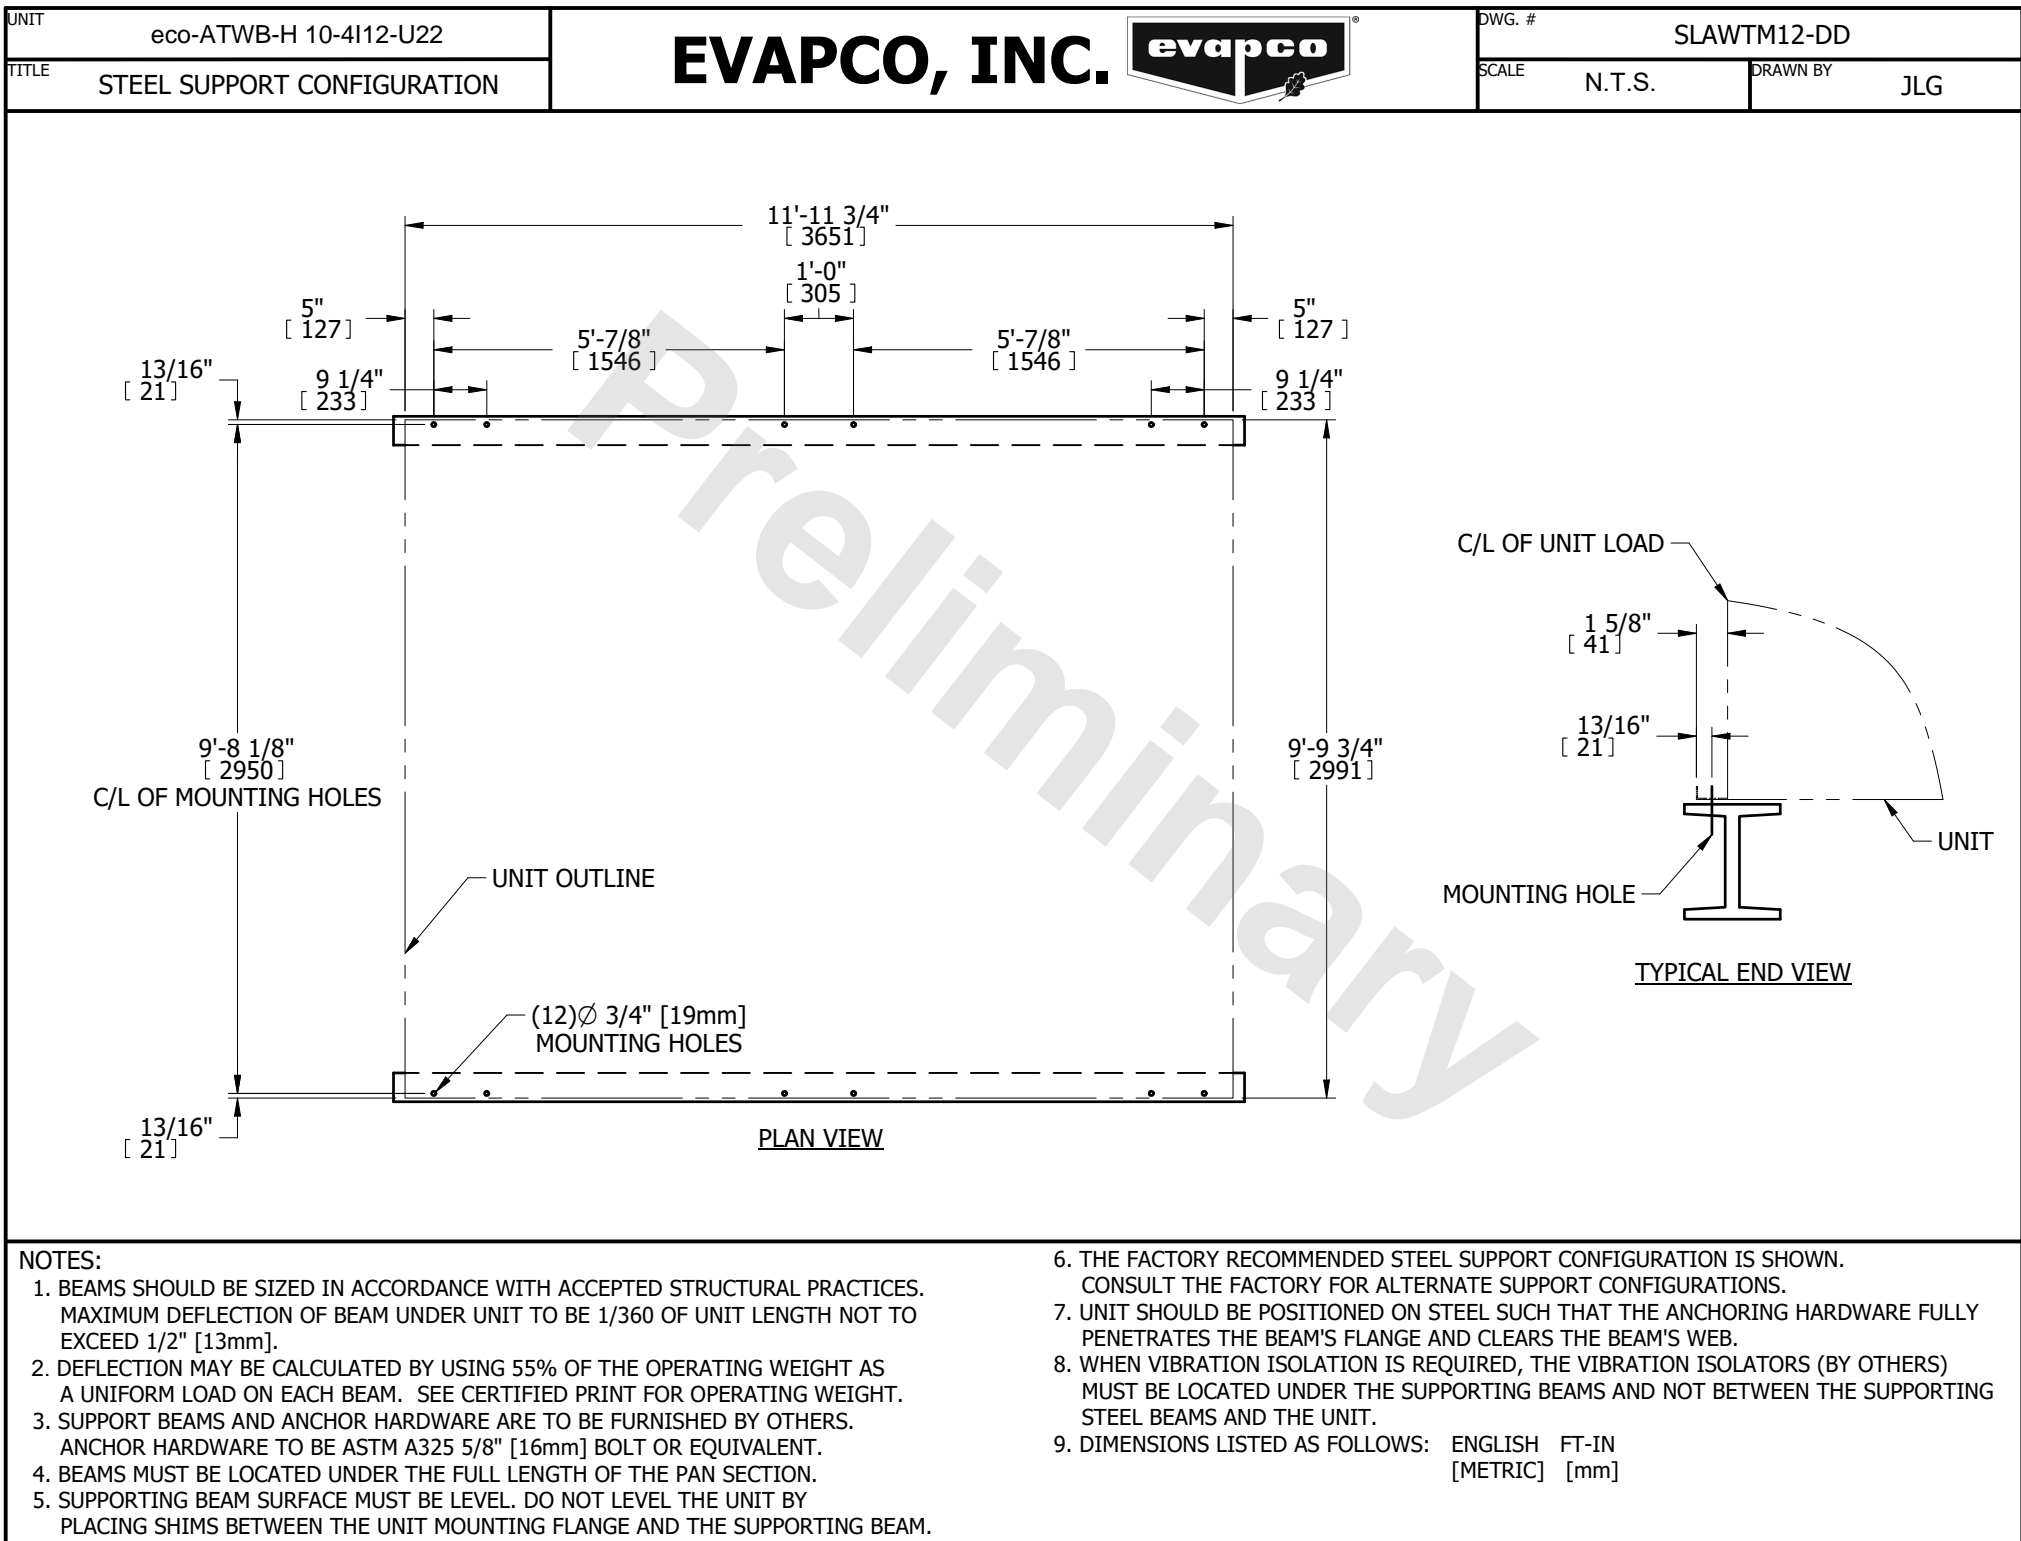 UNIT
eco-ATWB-H 10-4I12-U22
TITLE
STEEL SUPPORT CONFIGURATION
EVAPCO, INC.
evapco
®
DWG. #
SLAWTM12-DD
SCALE
N.T.S.
DRAWN BY
JLG
11'-11 3/4"
[ 3651 ]
1'-0"
[ 305 ]
5"
[ 127 ]
5'-7/8"
[ 1546 ]
5'-7/8"
[ 1546 ]
5"
[ 127 ]
13/16"
[ 21 ]
9 1/4"
[ 233 ]
9 1/4"
[ 233 ]
Preliminary
9'-8 1/8"
[ 2950 ]
C/L OF MOUNTING HOLES
9'-9 3/4"
[ 2991 ]
UNIT OUTLINE
(12)∅ 3/4" [19mm]
MOUNTING HOLES
13/16"
[ 21 ]
PLAN VIEW
C/L OF UNIT LOAD
1 5/8"
[ 41 ]
13/16"
[ 21 ]
UNIT
MOUNTING HOLE
TYPICAL END VIEW
NOTES:
1. BEAMS SHOULD BE SIZED IN ACCORDANCE WITH ACCEPTED STRUCTURAL PRACTICES.
MAXIMUM DEFLECTION OF BEAM UNDER UNIT TO BE 1/360 OF UNIT LENGTH NOT TO
EXCEED 1/2" [13mm].
2. DEFLECTION MAY BE CALCULATED BY USING 55% OF THE OPERATING WEIGHT AS
A UNIFORM LOAD ON EACH BEAM. SEE CERTIFIED PRINT FOR OPERATING WEIGHT.
3. SUPPORT BEAMS AND ANCHOR HARDWARE ARE TO BE FURNISHED BY OTHERS.
ANCHOR HARDWARE TO BE ASTM A325 5/8" [16mm] BOLT OR EQUIVALENT.
4. BEAMS MUST BE LOCATED UNDER THE FULL LENGTH OF THE PAN SECTION.
5. SUPPORTING BEAM SURFACE MUST BE LEVEL. DO NOT LEVEL THE UNIT BY
PLACING SHIMS BETWEEN THE UNIT MOUNTING FLANGE AND THE SUPPORTING BEAM.
6. THE FACTORY RECOMMENDED STEEL SUPPORT CONFIGURATION IS SHOWN.
CONSULT THE FACTORY FOR ALTERNATE SUPPORT CONFIGURATIONS.
7. UNIT SHOULD BE POSITIONED ON STEEL SUCH THAT THE ANCHORING HARDWARE FULLY
PENETRATES THE BEAM'S FLANGE AND CLEARS THE BEAM'S WEB.
8. WHEN VIBRATION ISOLATION IS REQUIRED, THE VIBRATION ISOLATORS (BY OTHERS)
MUST BE LOCATED UNDER THE SUPPORTING BEAMS AND NOT BETWEEN THE SUPPORTING
STEEL BEAMS AND THE UNIT.
9. DIMENSIONS LISTED AS FOLLOWS: ENGLISH FT-IN
[METRIC] [mm]